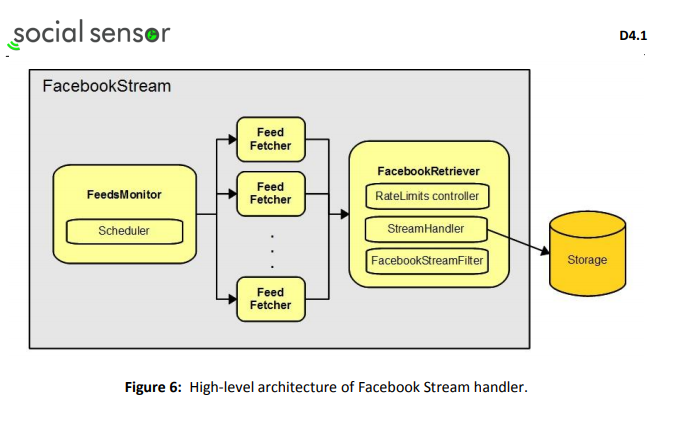 social sensor
D4.1
FacebookStream
FeedsMonitor
Scheduler
Feed
Fetcher
Feed
Fetcher
Feed
Fetcher
FacebookRetriever
RateLimits controller
StreamHandler
FacebookStreamFilter
Storage
Figure 6: High-level architecture of Facebook Stream handler.